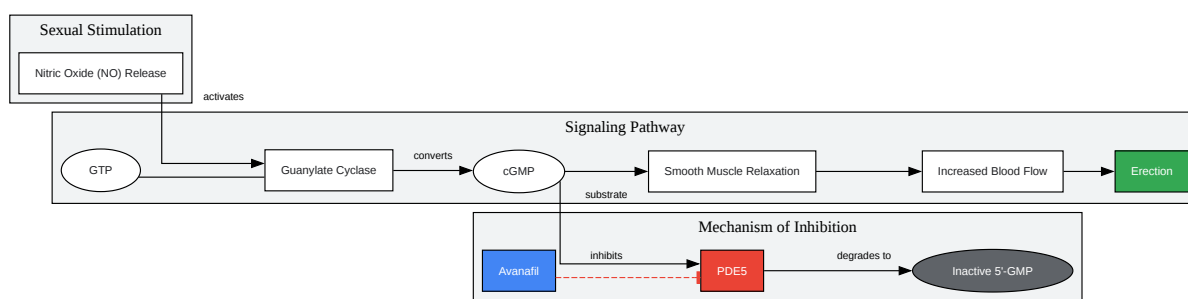 Sexual Stimulation
Nitric Oxide (NO) Release
activates
Signaling Pathway
GTP
Guanylate Cyclase
converts
cGMP
Smooth Muscle Relaxation
Increased Blood Flow
Erection
substrate
Mechanism of Inhibition
Avanafil
inhibits
PDE5
degrades to
Inactive 5'-GMP